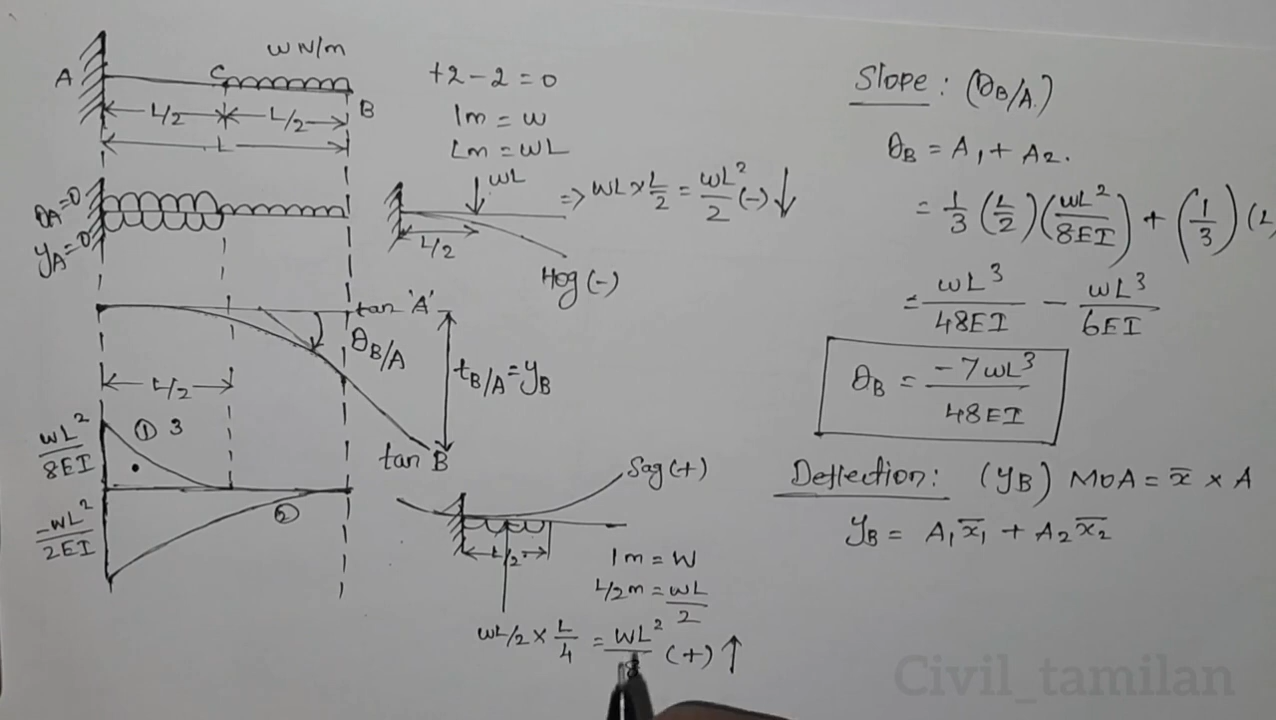 A
C
w N/m
B
L/2
L/2
L
θA=0
yA=0
+2-2=0
1m = w
Lm = wL
wL
L/2
⇒ wL × L/2 = wL²/2 (-) ↓
Hog (-)
tan 'A'
θB/A
tB/A = yB
L/2
tan B
wL²/8EI
① 3
-wL²/2EI
②
Sag (+)
L/2
1m = w
L/2 m = wL/2
wL/2 × L/4 = wL²/8 (+) ↑
Slope : (θB/A)
θB = A₁ + A₂.
= 1/3 (L/2) (wL²/8EI) + (1/3) (L
= wL³/48EI - wL³/6EI
θB = -7wL³/48EI
Deflection: (yB) MOA = x̄ × A
yB = A₁x̄₁ + A₂x̄₂
Civil_tamilan